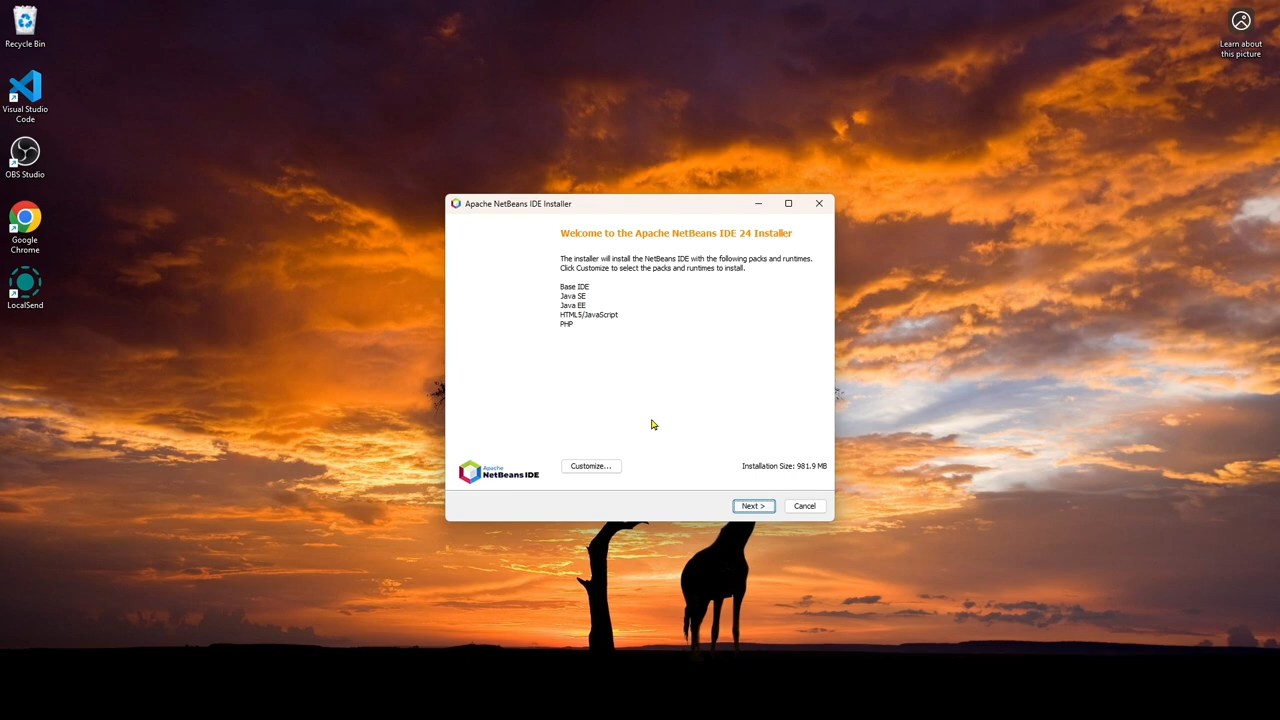 Recycle Bin
Visual Studio
Code
OBS Studio
Google
Chrome
LocalSend
Learn about
this picture
Apache NetBeans IDE Installer
Welcome to the Apache NetBeans IDE 24 Installer
The installer will install the NetBeans IDE with the following packs and runtimes.
Click Customize to select the packs and runtimes to install.
Base IDE
Java SE
Java EE
HTML5/JavaScript
PHP
Apache
NetBeans IDE
Customize...
Installation Size: 981.9 MB
Next >
Cancel